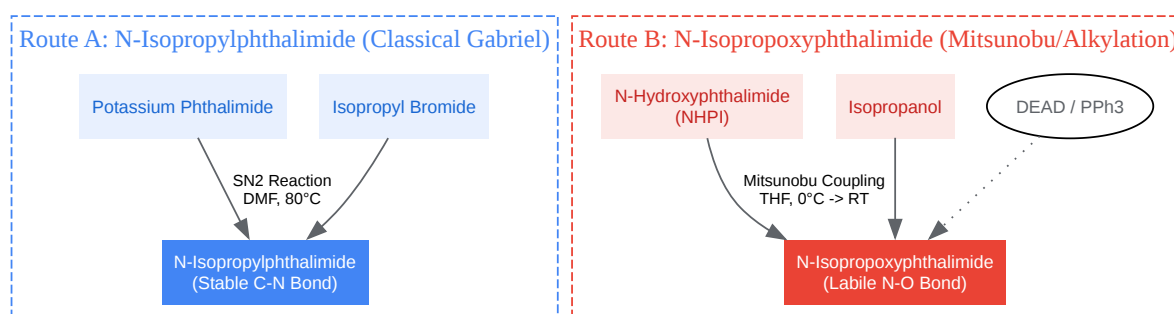 Route A: N-Isopropylphthalimide (Classical Gabriel)
Potassium Phthalimide
Isopropyl Bromide
SN2 Reaction
DMF, 80°C
N-Isopropylphthalimide
(Stable C-N Bond)
Route B: N-Isopropoxyphthalimide (Mitsunobu/Alkylation)
N-Hydroxyphthalimide
(NHPI)
Isopropanol
DEAD / PPh3
Mitsunobu Coupling
THF, 0°C -> RT
N-Isopropoxyphthalimide
(Labile N-O Bond)